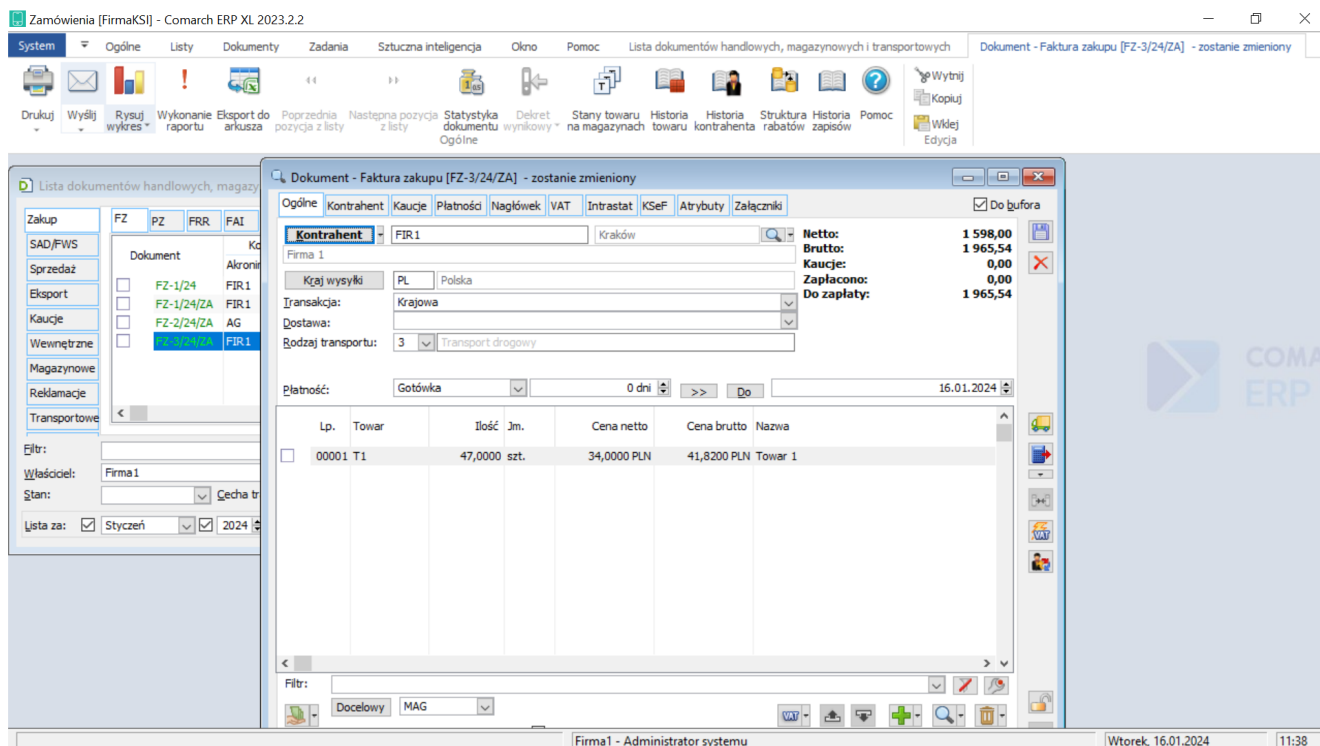 Zamówienia [FirmaKSI] - Comarch ERP XL 2023.2.2
System Ogólne Listy Dokumenty Zadania Sztuczna inteligencja Okno Pomoc Lista dokumentów handlowych, magazynowych i transportowych Dokument - Faktura zakupu [FZ-3/24/ZA] - zostanie zmieniony
Drukuj Wyślij Rysuj wykres Wykonanie raportu Eksport do arkusza Poprzednia pozycja z listy Następna pozycja z listy Statystyka dokumentu Dekret wynikowy Stany towaru na magazynach Historia towaru Historia kontrahenta Struktura rabatów Historia zapisów Pomoc
Wytnij
Kopiuj
Wklej
Ogólne Edycja
Lista dokumentów handlowych, magazy
Zakup
SAD/FWS
Sprzedaż
Eksport
Kaucje
Wewnętrzne
Magazynowe
Reklamacje
Transportowe
FZ PZ FRR FAI
Dokument Ko
Akronim
FZ-1/24 FIR1
FZ-1/24/ZA FIR1
FZ-2/24/ZA AG
FZ-3/24/ZA FIR1
Filtr:
Właściciel: Firma1
Stan: Cecha tr
Lista za: Styczeń 2024
Dokument - Faktura zakupu [FZ-3/24/ZA] - zostanie zmieniony
Ogólne Kontrahent Kaucje Płatności Nagłówek VAT Intrastat KSeF Atrybuty Załączniki Do bufora
Kontrahent FIR1 Kraków
Firma 1
Kraj wysyłki PL Polska
Transakcja: Krajowa
Dostawa:
Rodzaj transportu: 3 Transport drogowy
Netto: 1 598,00
Brutto: 1 965,54
Kaucje: 0,00
Zapłacono: 0,00
Do zapłaty: 1 965,54
Płatność: Gotówka 0 dni >> Do 16.01.2024
Lp. Towar Ilość Jm. Cena netto Cena brutto Nazwa
00001 T1 47,0000 szt. 34,0000 PLN 41,8200 PLN Towar 1
Filtr:
Docelowy MAG
VAT
VAT
COMA
ERP
Firma1 - Administrator systemu Wtorek, 16.01.2024 11:38